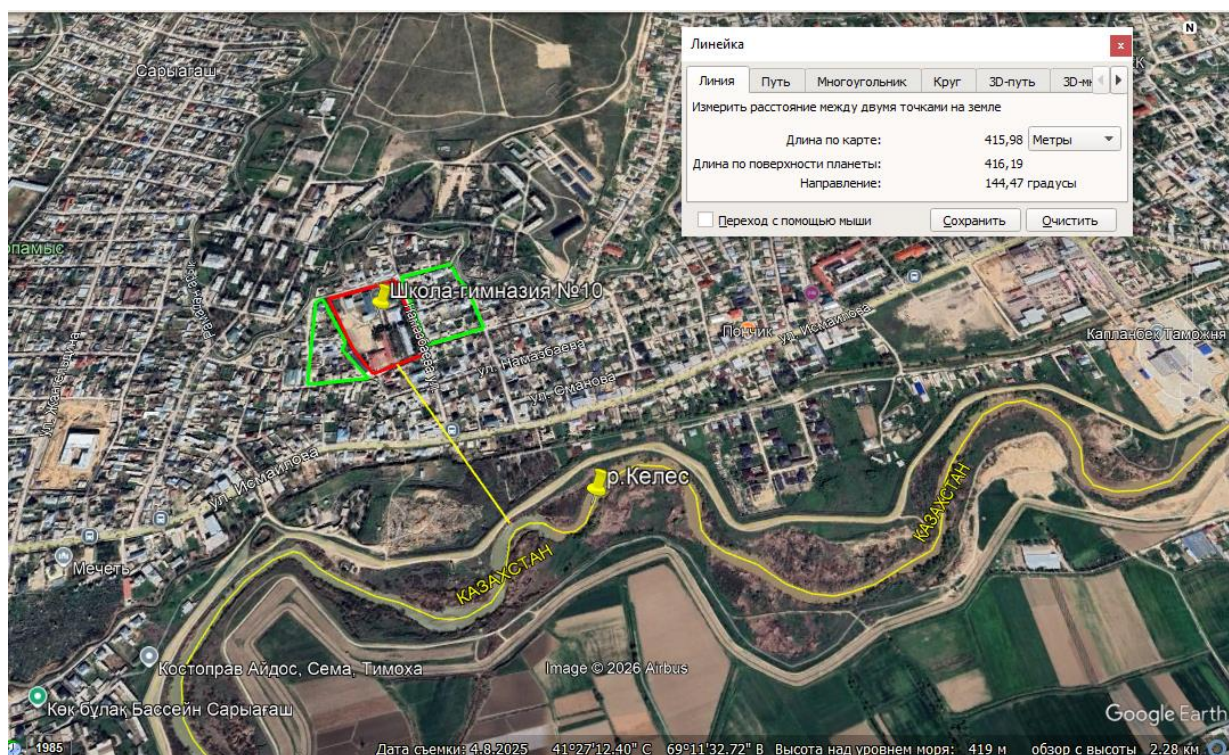 Линейка
Линия
Путь
Многоугольник
Круг
3D-путь
Измерить расстояние между двумя точками на земле
Длина по карте: 415,98 Метры
Длина по поверхности планеты: 416,19
Направление: 144,47 градусы
Переход с помощью мыши
Сохранить
Очистить
N
Сарыагаш
Школа-гимназия №10
Намазбаева ул.
Пончик
ул. Исмаилова
Капланбек Таможня
ул. Намазбаева
ул. Сманова
ул. Исмаилова
р.Келес
КАЗАХСТАН
КАЗАХСТАН
Мечеть
Костоправ Айдос, Сема, Тимоха
Image © 2026 Airbus
Көк бұлақ Бассейн Сарыағаш
Google Earth
1985
Дата съемки: 4.8.2025 41°27'12.40" С 69°11'32.72" В Высота над уровнем моря: 419 м обзор с высоты 2.28 км